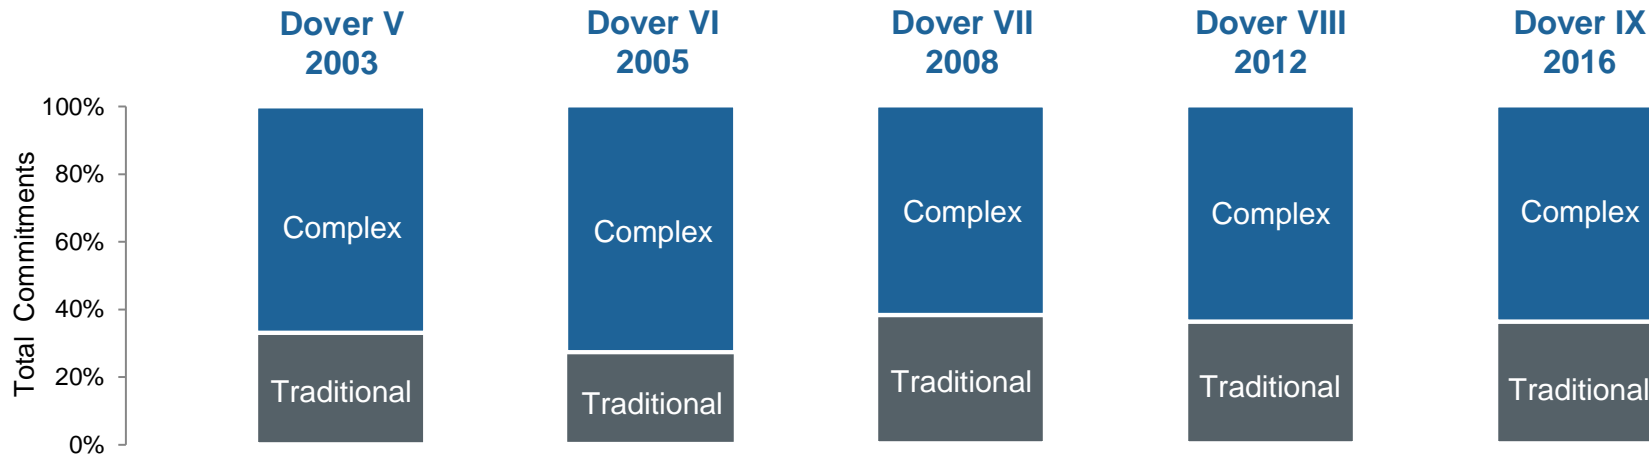 Dover V
2003
Dover VI
2005
Dover VII
2008
Dover VIII
2012
Dover IX
2016
Total Commitments
100%
80%
60%
40%
20%
0%
Complex
Traditional
Complex
Traditional
Complex
Traditional
Complex
Traditional
Complex
Traditional